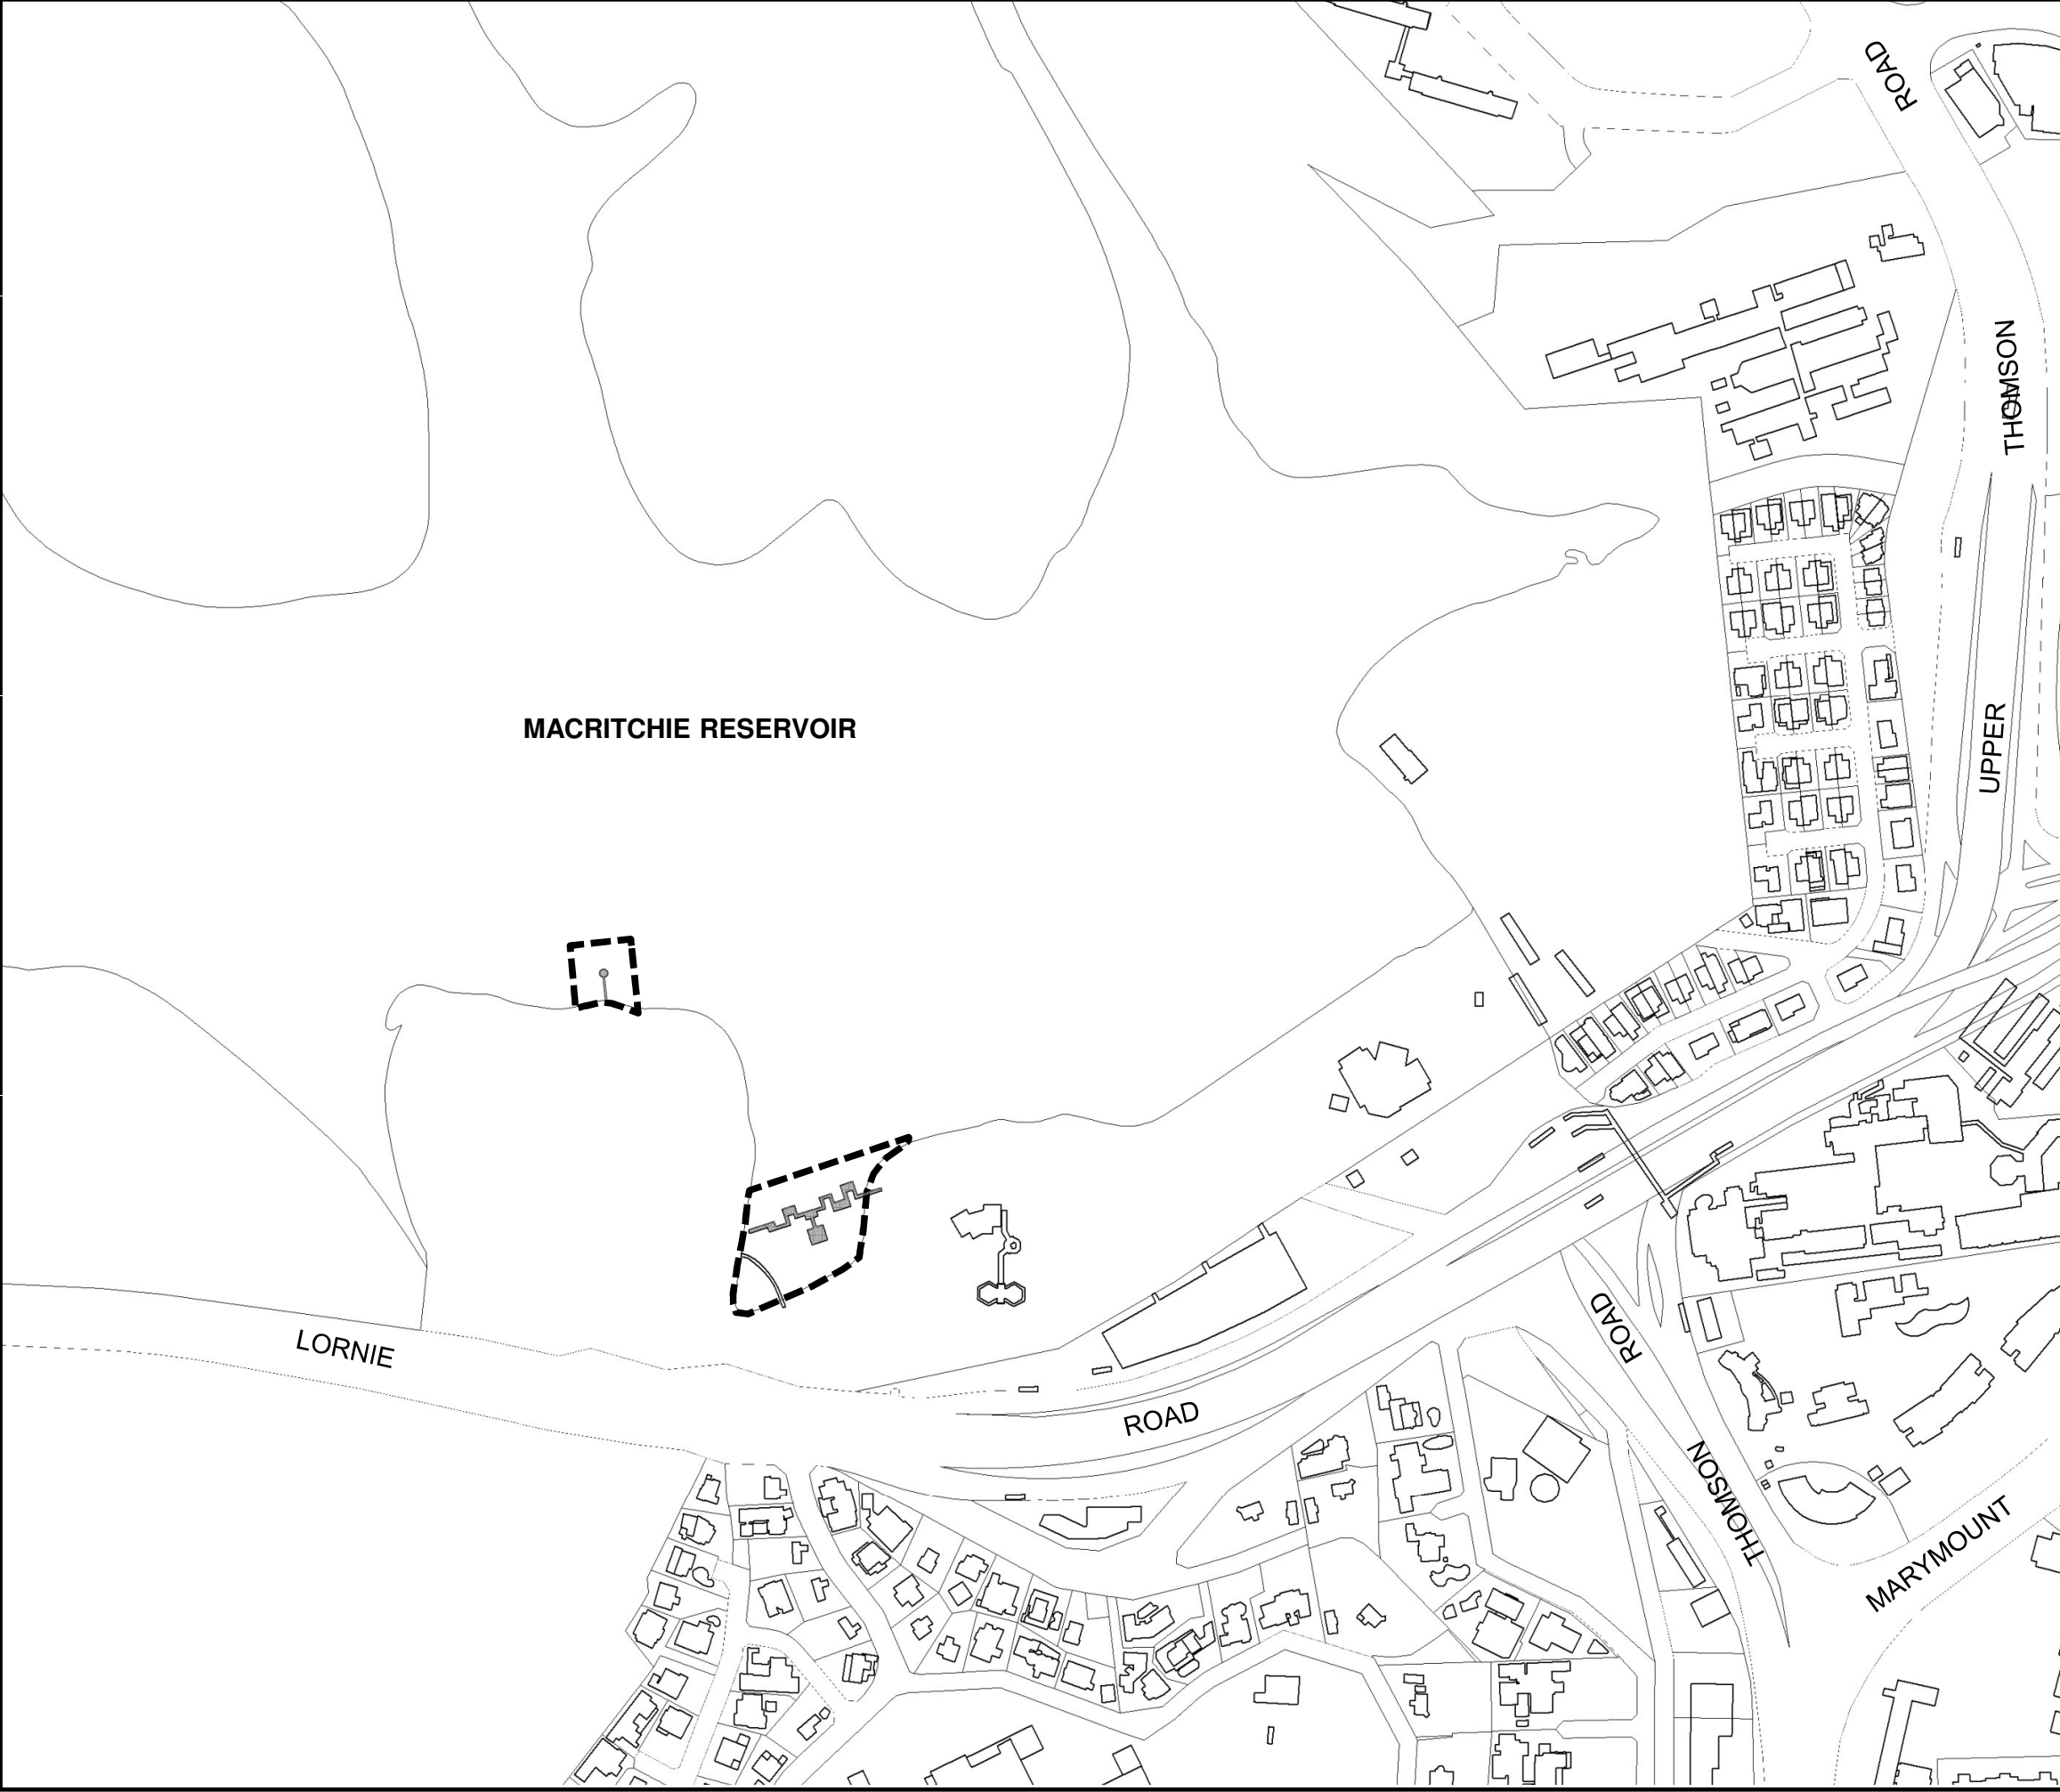 ROAD
THOMSON
UPPER
MACRITCHIE RESERVOIR
LORNIE
ROAD
ROAD
THOMSON
MARYMOUNT